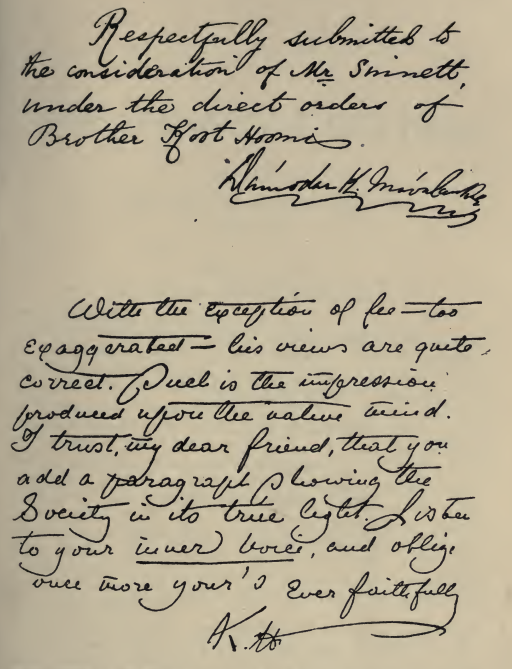 Respectfully submitted to
the consideration of Mr Sinnett,
under the direct orders of
Brother Koot Hoomi.
Damodar K. Mavalankar
With the exception of fee — too
exaggerated — his views are quite
correct. Such is the impression
produced upon the native mind.
I trust, my dear friend, that you
add a paragraph showing the
Society in its true light. Listen
to your inner voice, and oblige
once more your's Ever faithfully
K. H.